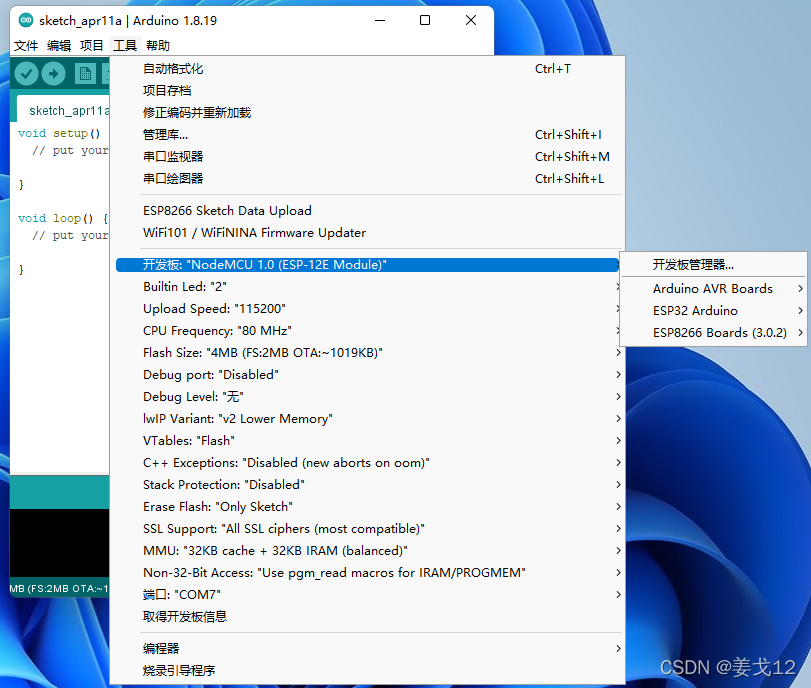 sketch_apr11a | Arduino 1.8.19
文件 编辑 项目 工具 帮助
sketch_apr11a
void setup()
// put your
}
void loop() {
// put your
}
MB (FS:2MB OTA:~1
自动格式化 Ctrl+T
项目存档
修正编码并重新加载
管理库... Ctrl+Shift+I
串口监视器 Ctrl+Shift+M
串口绘图器 Ctrl+Shift+L
ESP8266 Sketch Data Upload
WiFi101 / WiFiNINA Firmware Updater
开发板: "NodeMCU 1.0 (ESP-12E Module)"
Builtin Led: "2"
Upload Speed: "115200"
CPU Frequency: "80 MHz"
Flash Size: "4MB (FS:2MB OTA:~1019KB)"
Debug port: "Disabled"
Debug Level: "无"
lwIP Variant: "v2 Lower Memory"
VTables: "Flash"
C++ Exceptions: "Disabled (new aborts on oom)"
Stack Protection: "Disabled"
Erase Flash: "Only Sketch"
SSL Support: "All SSL ciphers (most compatible)"
MMU: "32KB cache + 32KB IRAM (balanced)"
Non-32-Bit Access: "Use pgm_read macros for IRAM/PROGMEM"
端口: "COM7"
取得开发板信息
编程器
烧录引导程序
开发板管理器...
Arduino AVR Boards
ESP32 Arduino
ESP8266 Boards (3.0.2)
CSDN @姜戈12